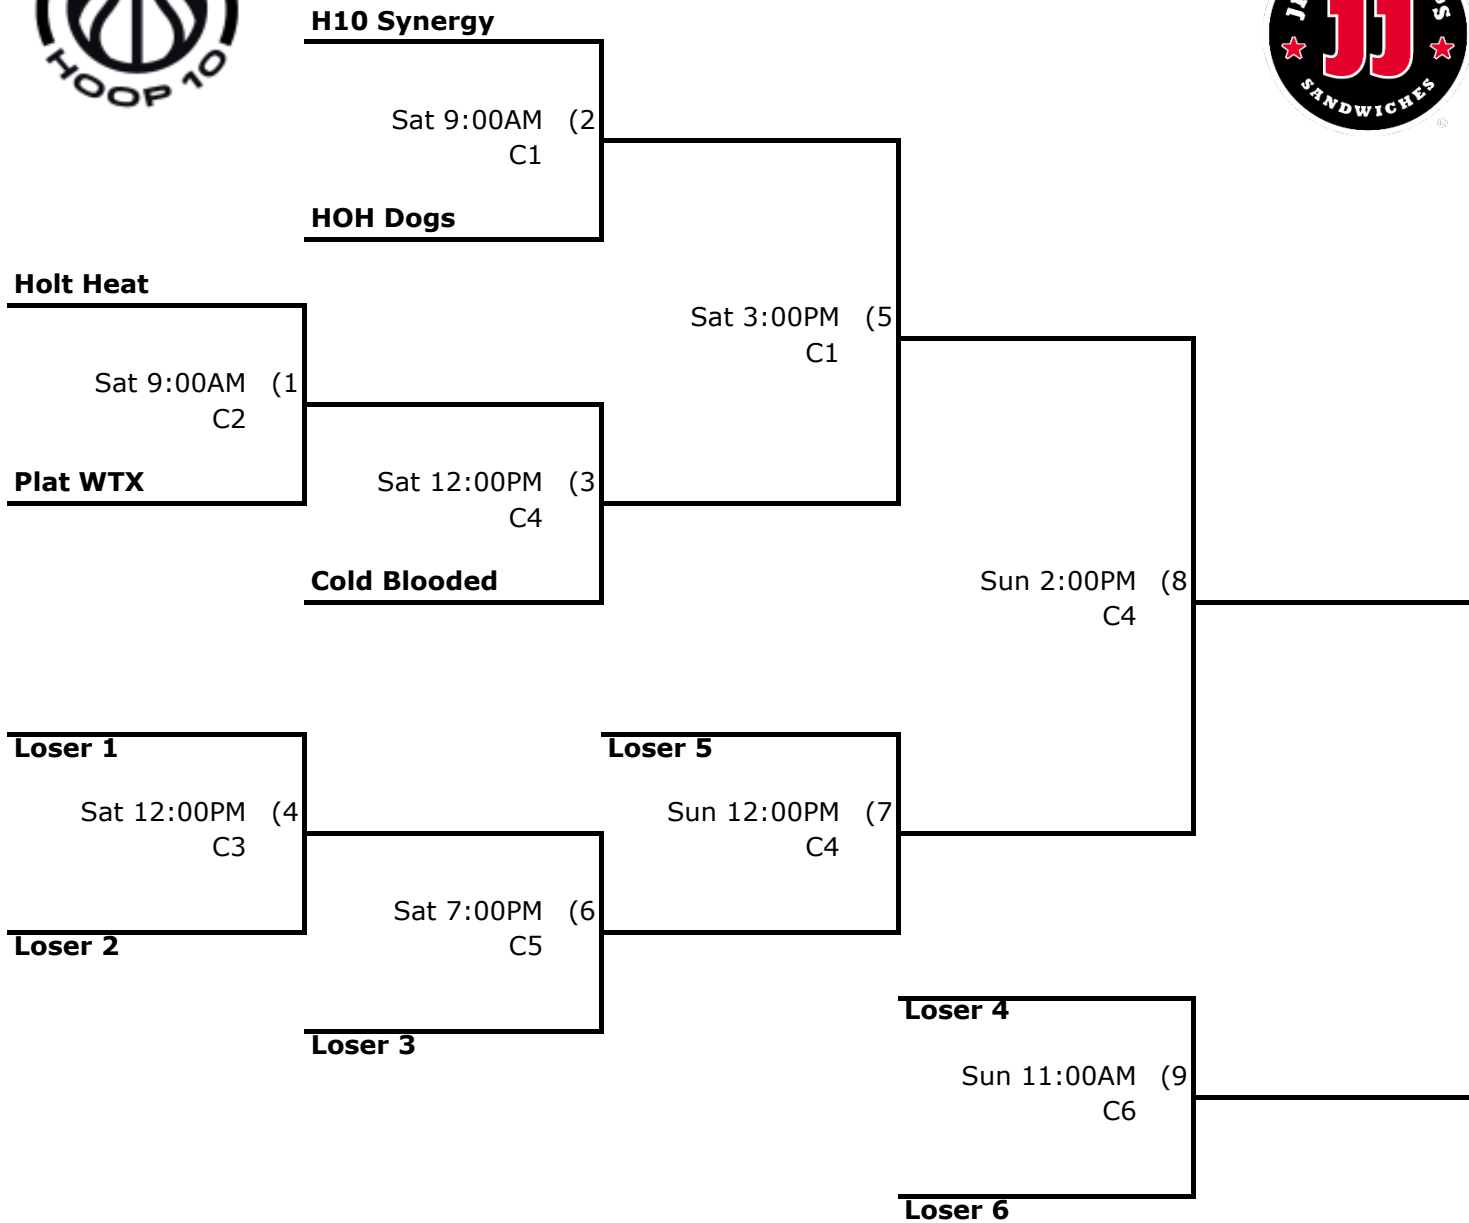 HOOP 10
H10 Synergy
JJ
SANDWICHES
®
Sat 9:00AM (2
C1
HOH Dogs
Holt Heat
Sat 3:00PM (5
C1
Sat 9:00AM (1
C2
Plat WTX
Sat 12:00PM (3
C4
Cold Blooded
Sun 2:00PM (8
C4
Loser 1
Loser 5
Sat 12:00PM (4
C3
Sun 12:00PM (7
C4
Sat 7:00PM (6
C5
Loser 2
Loser 4
Loser 3
Sun 11:00AM (9
C6
Loser 6